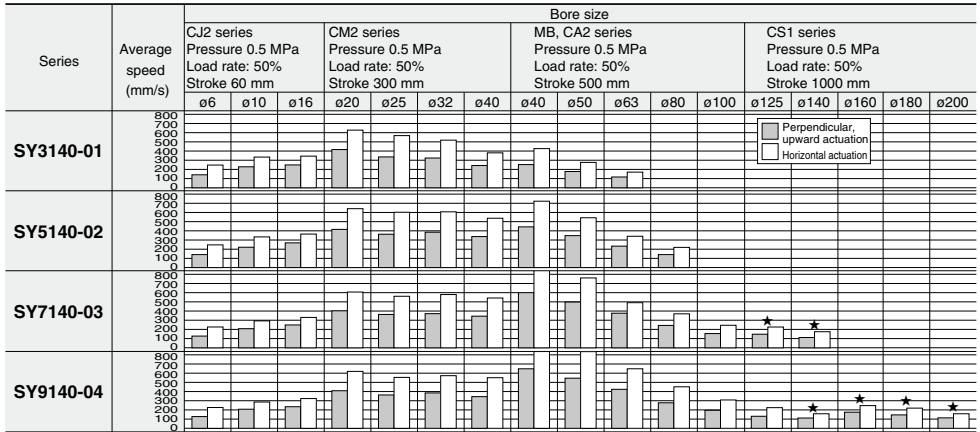 Bore size
Series
Average
speed
(mm/s)
CJ2 series
Pressure 0.5 MPa
Load rate: 50%
Stroke 60 mm
CM2 series
Pressure 0.5 MPa
Load rate: 50%
Stroke 300 mm
MB, CA2 series
Pressure 0.5 MPa
Load rate: 50%
Stroke 500 mm
CS1 series
Pressure 0.5 MPa
Load rate: 50%
Stroke 1000 mm
ø6 ø10 ø16 ø20 ø25 ø32 ø40 ø40 ø50 ø63 ø80 ø100 ø125 ø140 ø160 ø180 ø200
SY3140-01
800
700
600
500
400
300
200
100
0
Perpendicular,
upward actuation
Horizontal actuation
SY5140-02
800
700
600
500
400
300
200
100
0
SY7140-03
800
700
600
500
400
300
200
100
0
★ ★
SY9140-04
800
700
600
500
400
300
200
100
0
★ ★ ★ ★